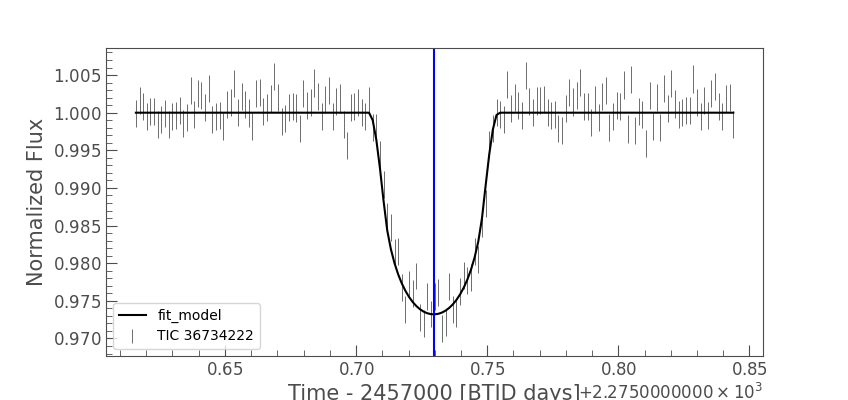 1.005
1.000
0.995
0.990
0.985
0.980
0.975
0.970
Normalized Flux
fit_model
TIC 36734222
0.65 0.70 0.75 0.80 0.85
Time - 2457000 [BTJD days]
+2.2750000000 × 10³